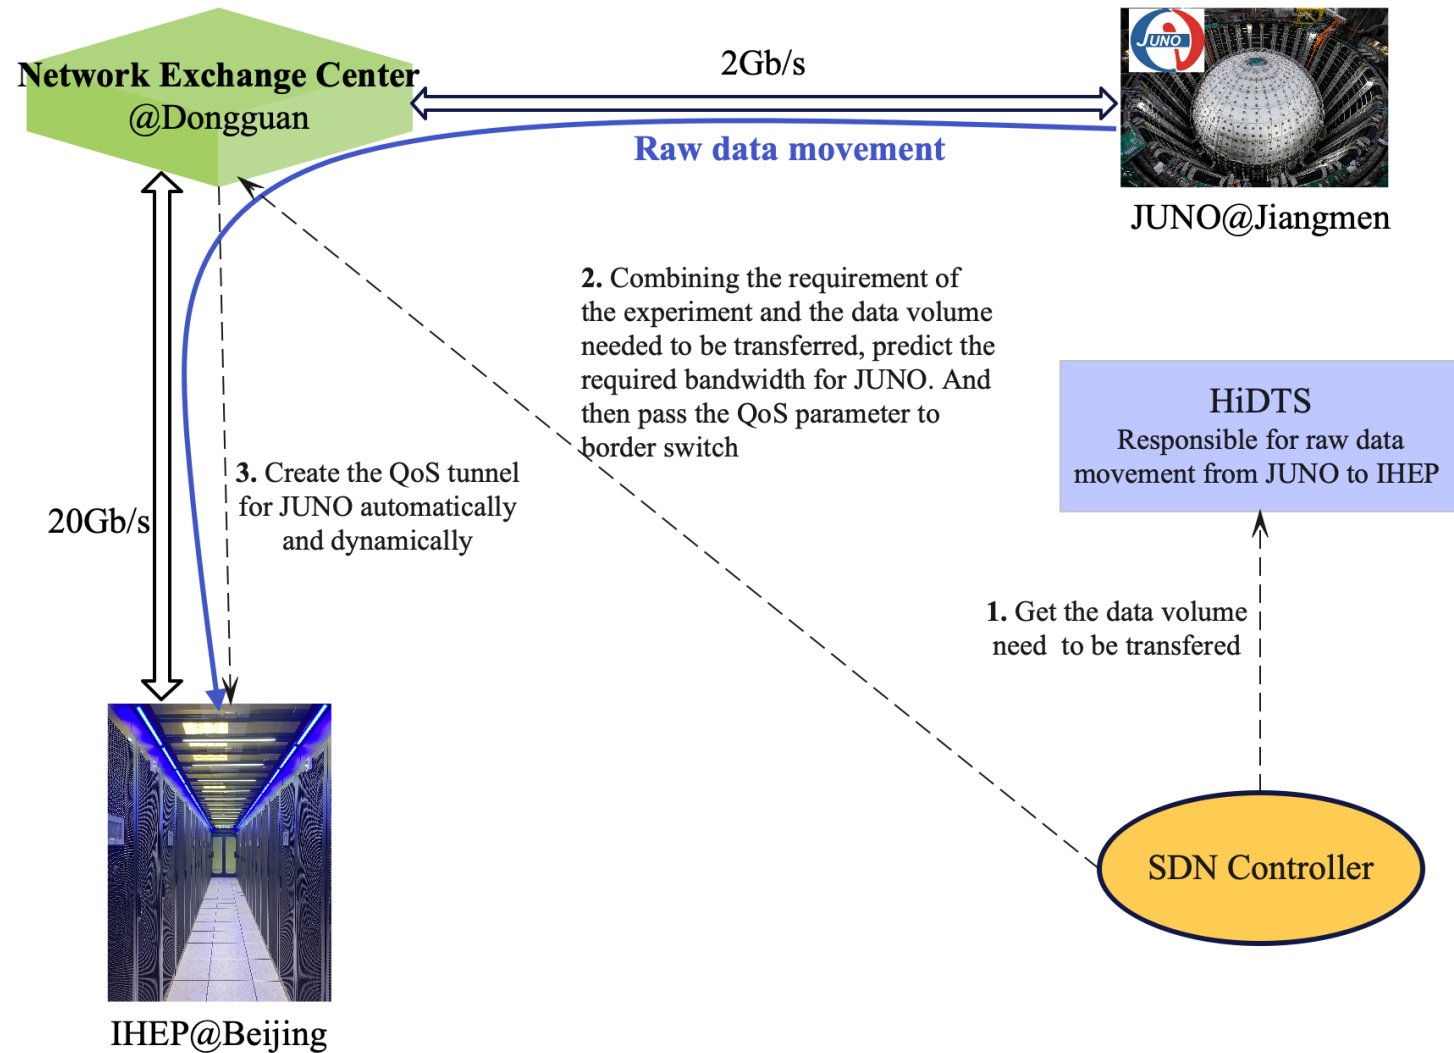 Network Exchange Center
@Dongguan
2Gb/s
Raw data movement
JUNO
JUNO@Jiangmen
2. Combining the requirement of
the experiment and the data volume
needed to be transferred, predict the
required bandwidth for JUNO. And
then pass the QoS parameter to
border switch
HiDTS
Responsible for raw data
movement from JUNO to IHEP
3. Create the QoS tunnel
for JUNO automatically
and dynamically
20Gb/s
1. Get the data volume
need to be transfered
SDN Controller
IHEP@Beijing